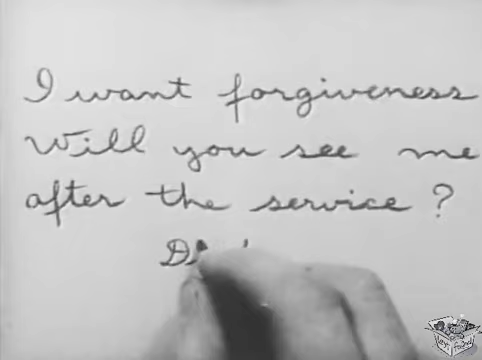 I want forgiveness
Will you see me
after the service?